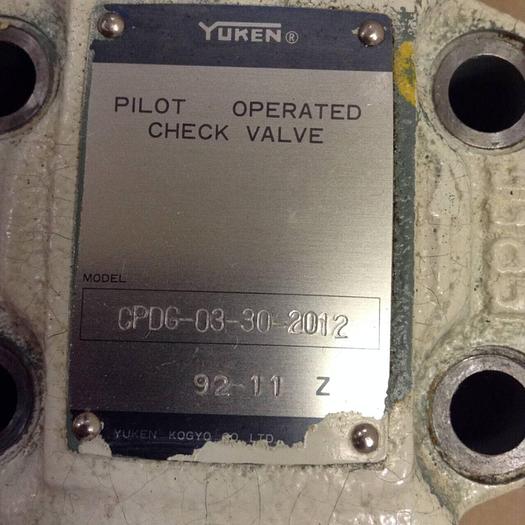 YUKEN®
PILOT OPERATED
CHECK VALVE
MODEL
CPDG-03-30-2012
92-11 Z
YUKEN KOGYO CO. LTD.